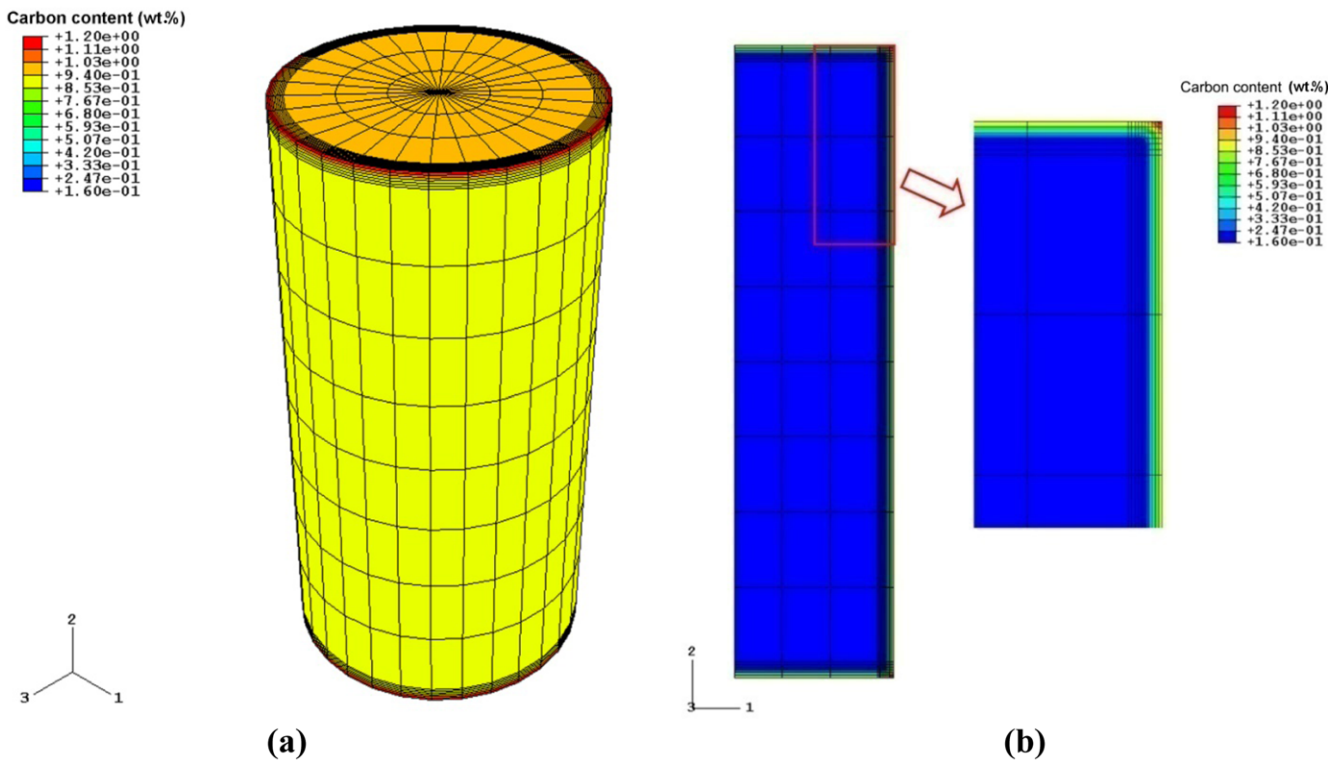 Carbon content (wt.%)
+1.20e+00
+1.11e+00
+1.03e+00
+9.40e-01
+8.53e-01
+7.67e-01
+6.80e-01
+5.93e-01
+5.07e-01
+4.20e-01
+3.33e-01
+2.47e-01
+1.60e-01
2
3
1
(a)
Carbon content (wt.%)
+1.20e+00
+1.11e+00
+1.03e+00
+9.40e-01
+8.53e-01
+7.67e-01
+6.80e-01
+5.93e-01
+5.07e-01
+4.20e-01
+3.33e-01
+2.47e-01
+1.60e-01
2
3
1
(b)